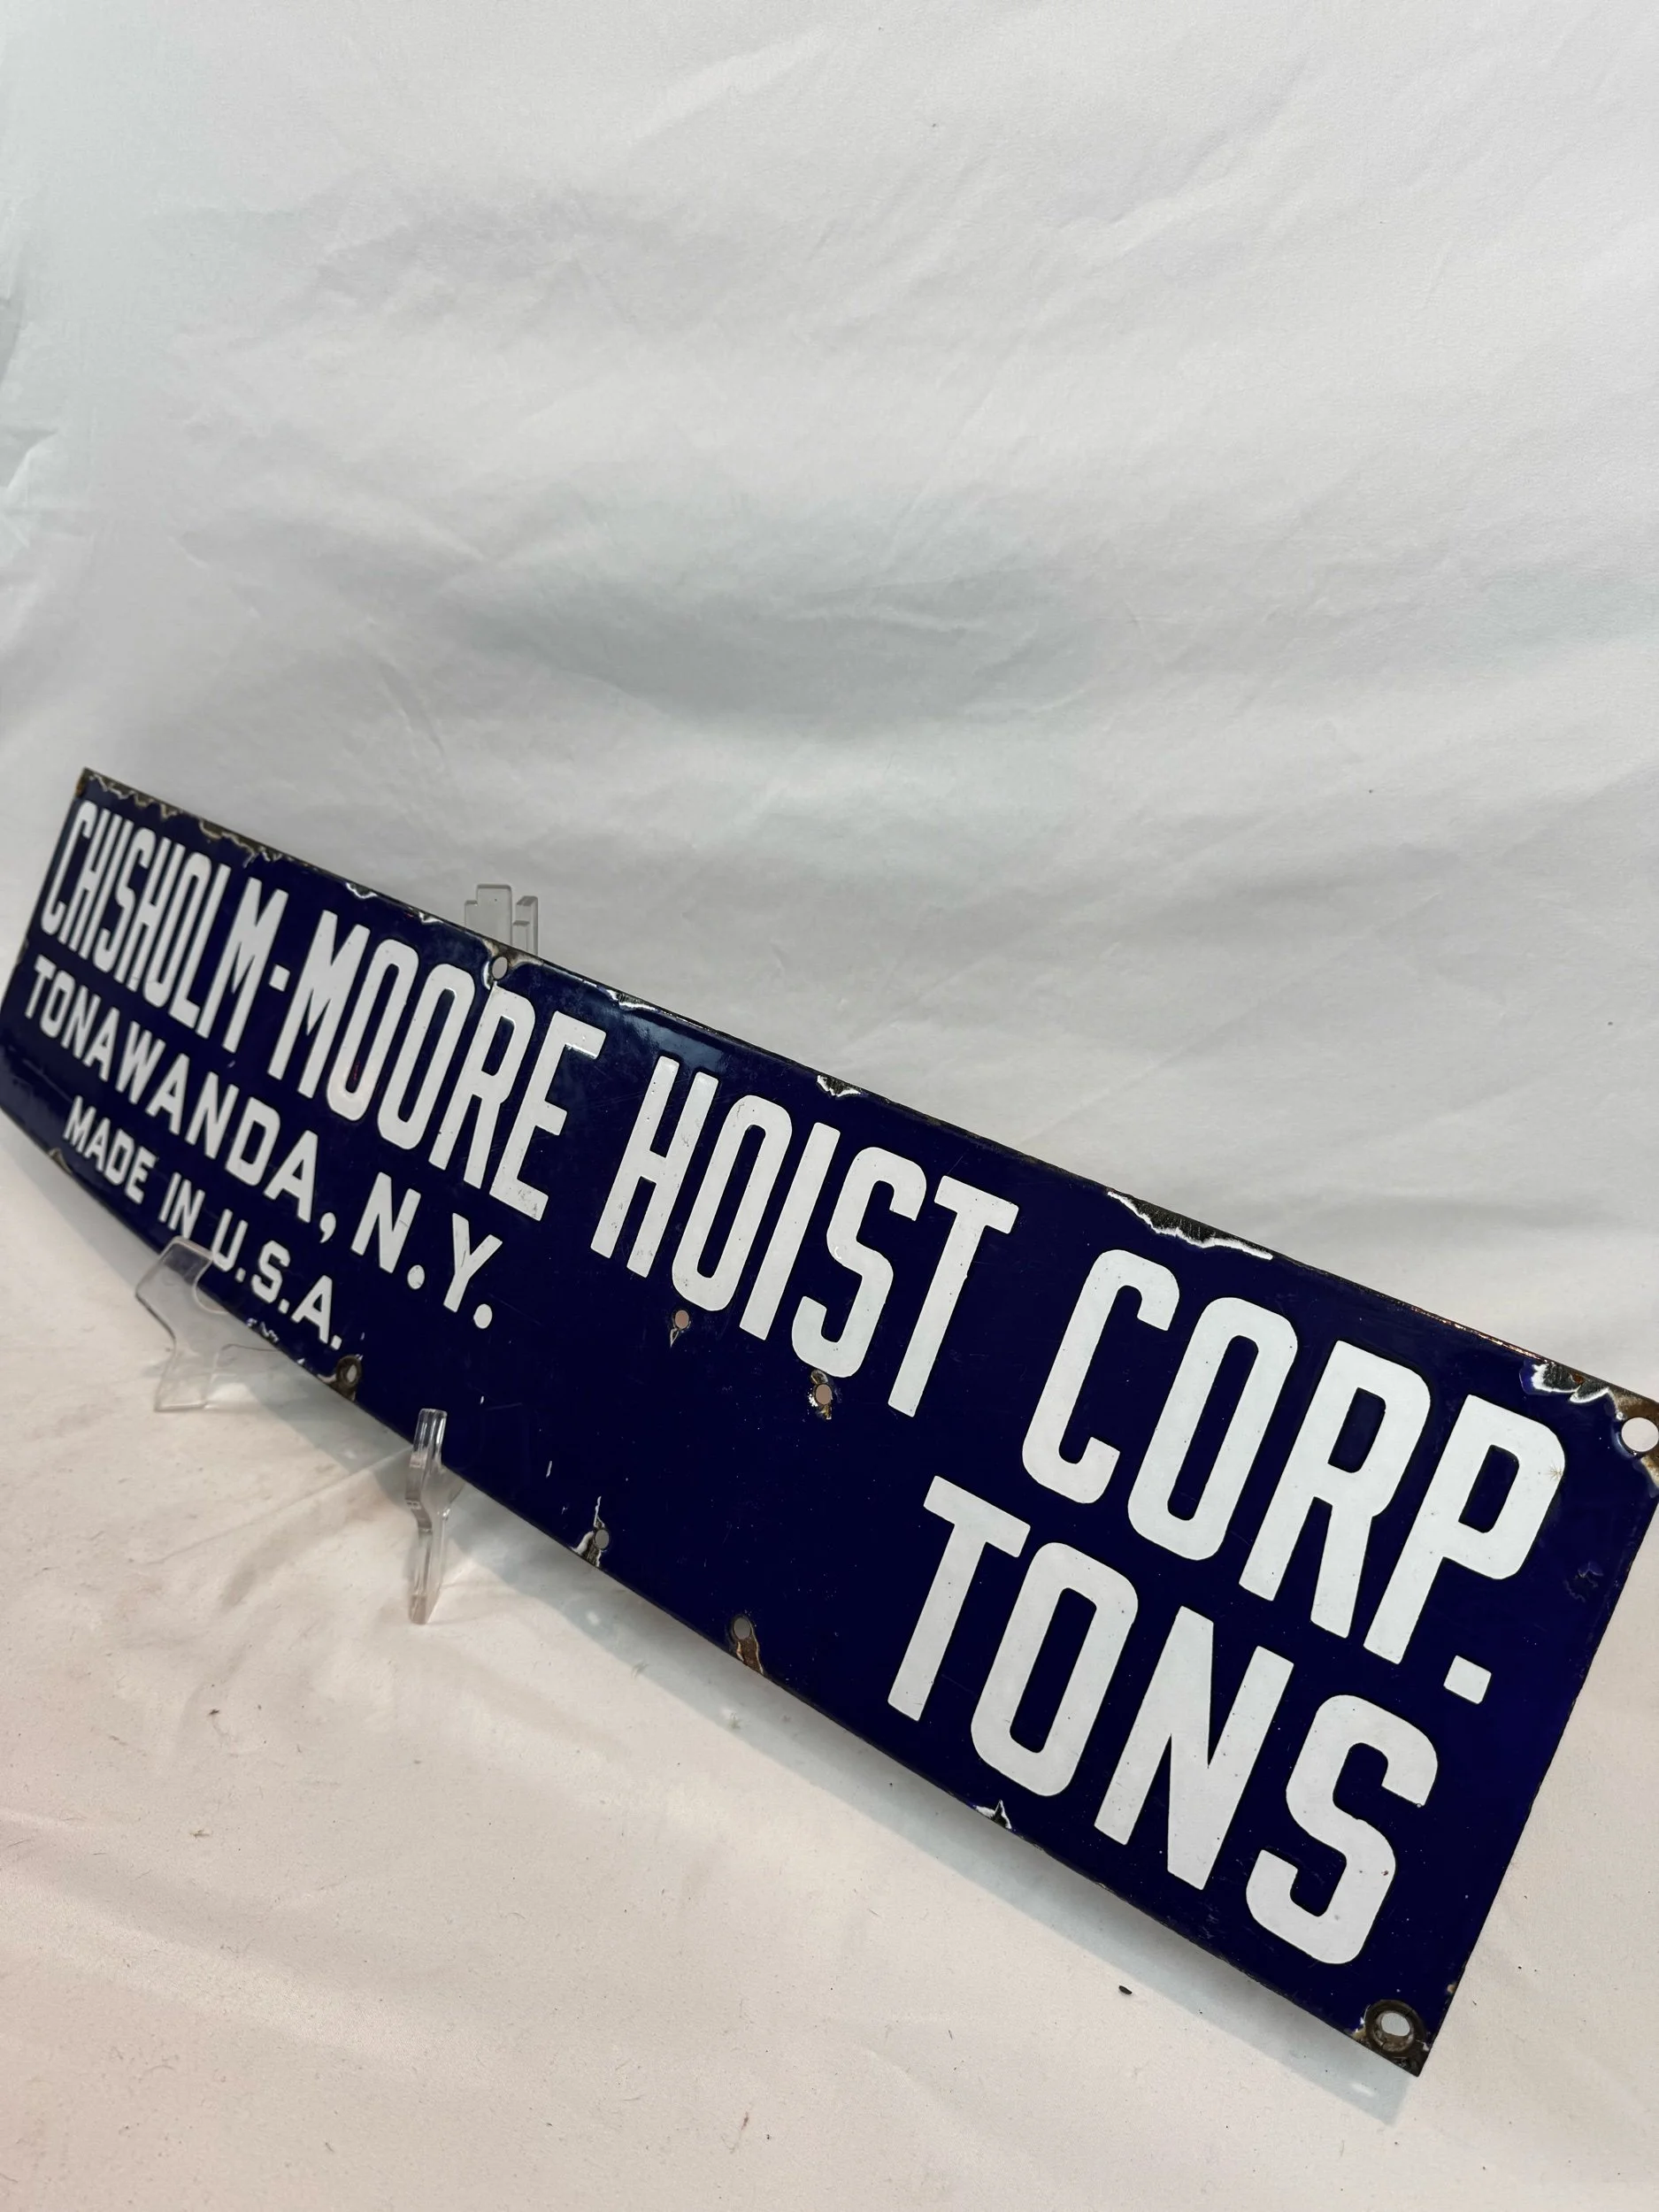 CHISHOLM-MOORE HOIST CORP.
TONAWANDA, N.Y.
MADE IN U.S.A.
TONS